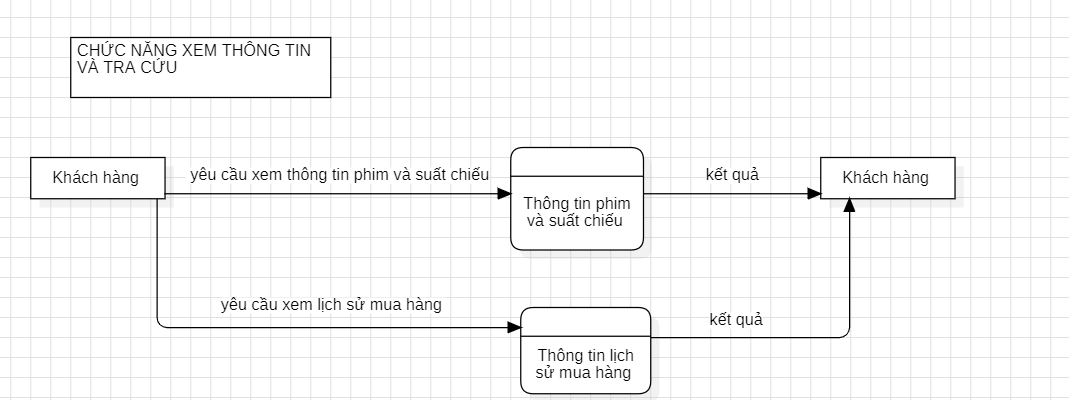 CHỨC NĂNG XEM THÔNG TIN
VÀ TRA CỨU
Khách hàng
yêu cầu xem thông tin phim và suất chiếu
Thông tin phim
và suất chiếu
kết quả
Khách hàng
yêu cầu xem lịch sử mua hàng
Thông tin lịch
sử mua hàng
kết quả